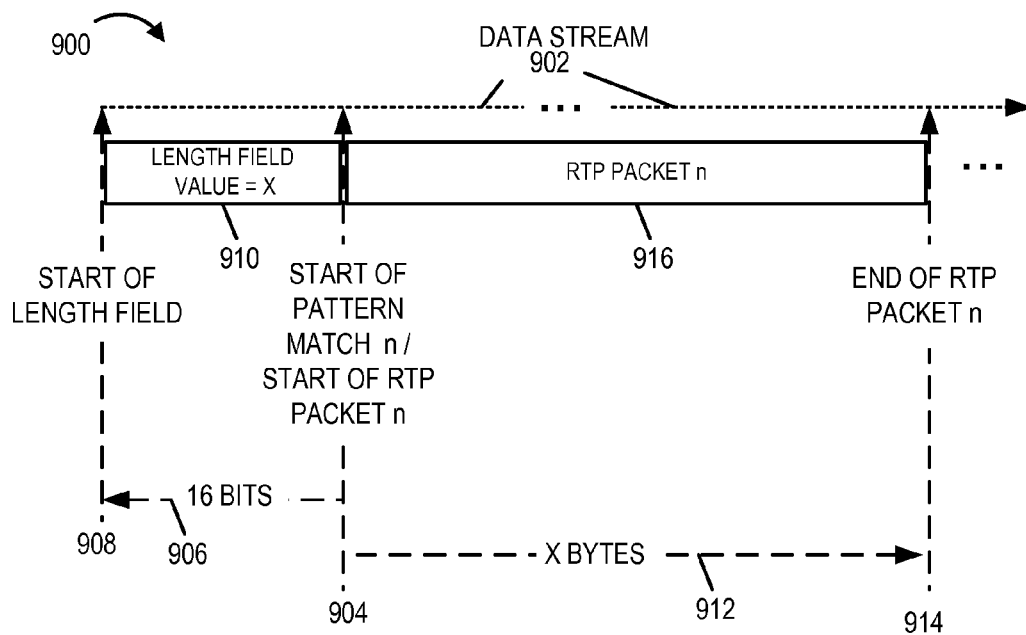 900
DATA STREAM
902
...
LENGTH FIELD
VALUE = X
RTP PACKET n
...
910
916
START OF
LENGTH FIELD
START OF
PATTERN
MATCH n /
START OF RTP
PACKET n
END OF RTP
PACKET n
16 BITS
908
906
X BYTES
904
912
914